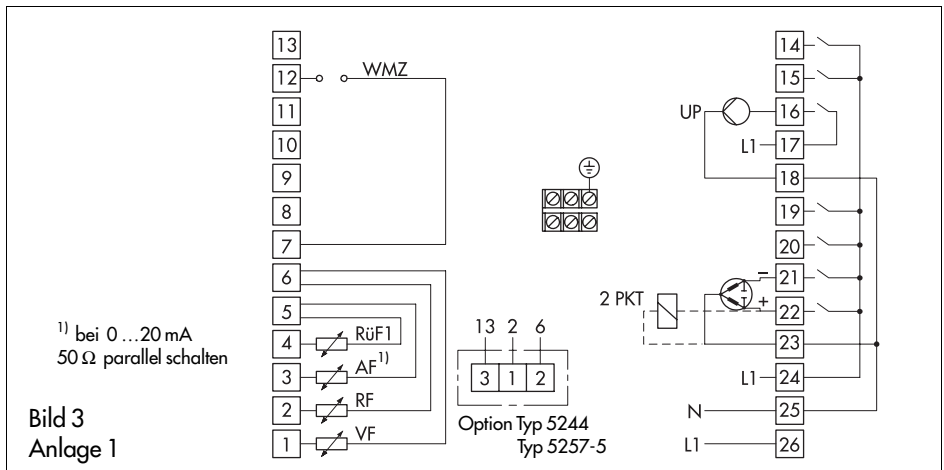 13
12
WMZ
11
10
9
8
7
6
5
4
RüF1
3
AF 1)
2
RF
1
VF
1) bei 0 ...20 mA
50 Ω parallel schalten
Bild 3
Anlage 1
13 2 6
3 1 2
Option Typ 5244
Typ 5257-5
14
15
UP
16
L1
17
18
19
20
21
−
2 PKT
+
22
23
L1
24
N
25
L1
26